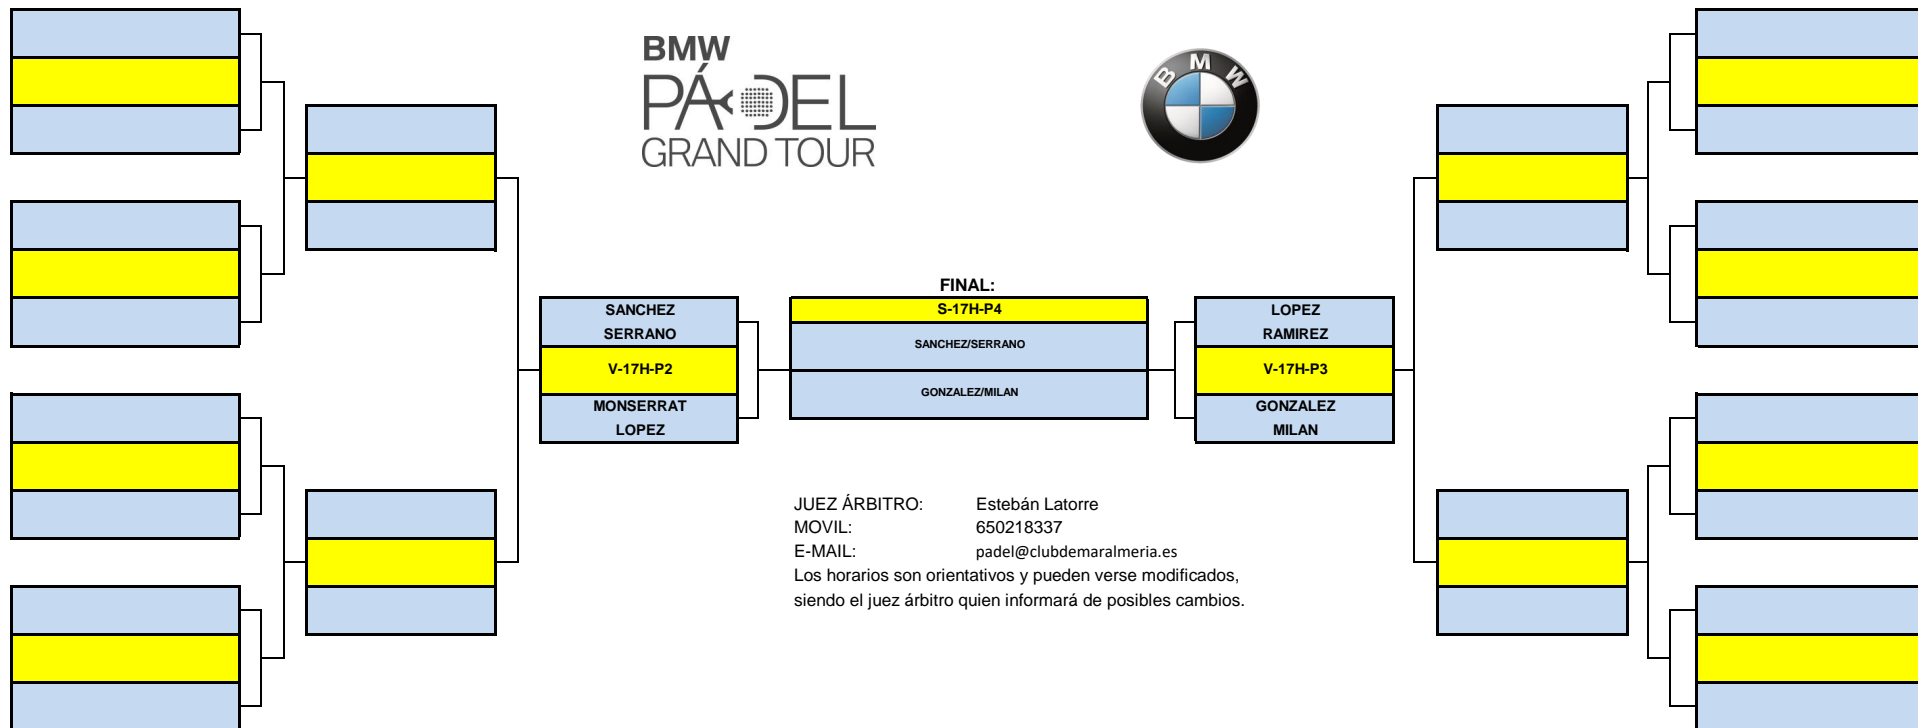 BMW
PÁDEL
GRAND TOUR
BMW
FINAL:
SANCHEZ
SERRANO
V-17H-P2
MONSERRAT
LOPEZ
S-17H-P4
SANCHEZ/SERRANO
GONZALEZ/MILAN
LOPEZ
RAMIREZ
V-17H-P3
GONZALEZ
MILAN
JUEZ ÁRBITRO: Estebán Latorre
MOVIL: 650218337
E-MAIL: padel@clubdemaralmeria.es
Los horarios son orientativos y pueden verse modificados,
siendo el juez árbitro quien informará de posibles cambios.